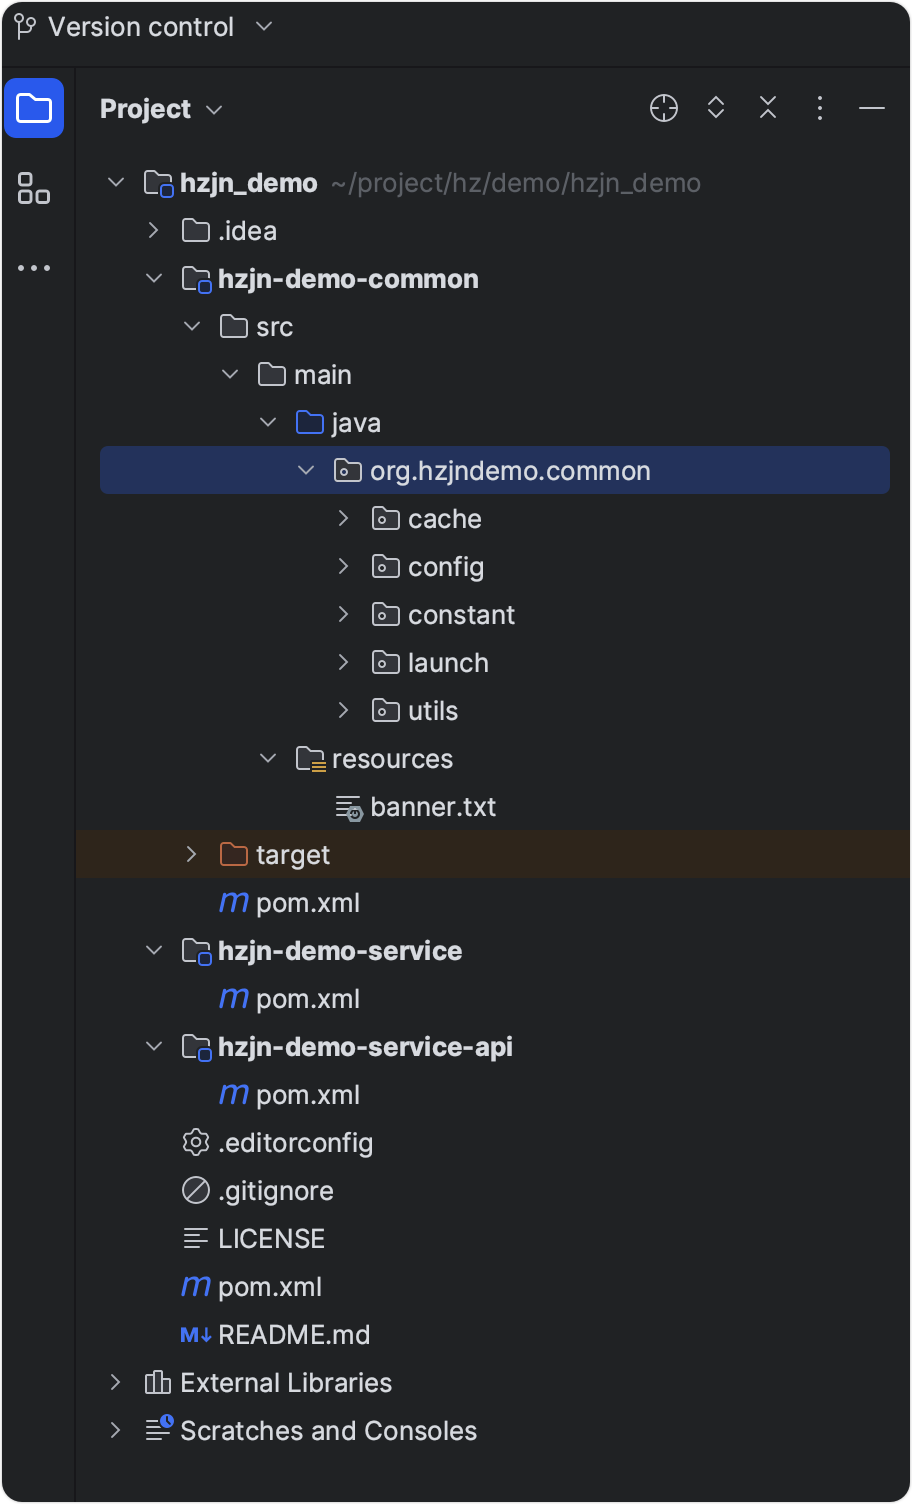 Version control
Project
hzjn_demo ~/project/hz/demo/hzjn_demo
.idea
hzjn-demo-common
src
main
java
org.hzjndemo.common
cache
config
constant
launch
utils
resources
banner.txt
target
m pom.xml
hzjn-demo-service
m pom.xml
hzjn-demo-service-api
m pom.xml
.editorconfig
.gitignore
LICENSE
m pom.xml
M↓ README.md
External Libraries
Scratches and Consoles